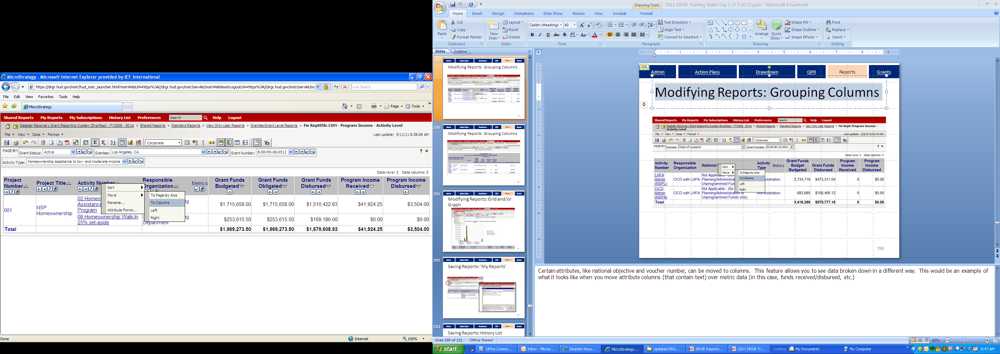 MicroStrategy - Microsoft Internet Explorer provided by ICF International
https://drgr.hud.gov/mstr/hud_mstr_launcher.html?mstrWebUrl=https%3A//drgr.hud.gov/mstr/servlet/mstrWeb&mstrLogoutUrl=https%3A//drgr.hud.gov/mstr/servlet/ms
Live Search
File Edit View Favorites Tools Help
MicroStrategy
Page Tools
Shared Reports My Reports My Subscriptions History List Preferences Search Help Logout
Disaster Recovery Grant Reporting System (DrgrRep) - FY2008 - 001A > Shared Reports > Standard Reports > View Only User Reports > Grantee/Grant Level Reports > Fin Rept05b: CUM - Program Income - Activity Level
File View Data Format Last update: 5/11/11 8:38:06 AM
Corporate
PAGE-BY: Grant Status: Active Grantee: Los Angeles, CA Grant Number: B-08-MN-06-0512
Activity Type: Homeownership Assistance to low- and moderate-income
Data rows: 3 Data columns: 5
Project Number Project Title Activity Number Responsible Organization Metrics Grant Funds Budgeted Grant Funds Obligated Grant Funds Disbursed Program Income Received Program Income Disbursed
Sort
Move
Rename...
Attribute Forms...
To Page-by Axis
To Columns
Left
Right
001 NSP Homeownership 02 Assistance Program $1,715,658.00 $1,715,658.00 $1,510,422.93 $41,924.25 $3,504.00
08 Homeownership Walk-In 25% set-aside Department $253,615.50 $253,615.50 $169,186.00 $0.00 $0.00
Total $1,969,273.50 $1,969,273.50 $1,679,608.93 $41,924.25 $3,504.00
Done Internet 100%
Drawing Tools 2011 DRGR Training Slides Day 1 v7 5.10.11.pptx - Microsoft PowerPoint
Home Insert Design Animations Slide Show Review View Acrobat Format
Paste Cut Copy Format Painter
New Slide Layout Reset Delete
Calibri (Headings 40
Text Direction Align Text Convert to SmartArt
Arrange Quick Styles Shape Fill Shape Outline Shape Effects
Find Replace Select
Clipboard Slides Font Paragraph Drawing Editing
Slides Outline
199
Modifying Reports: Grouping Columns
200
Modifying Reports: Grouping Columns
201
Modifying Reports: Grid and/or Graph
202
Saving Reports: ‘My Reports’
203
Saving Reports: History List
I28
Admin Action Plans Drawdown QPR Reports Grants
Modifying Reports: Grouping Columns
Shared Reports My Reports My Subscriptions History List Preferences Search Help Logout
Disaster Recovery Grant Reporting System (DrgrRep) - FY2008 - 001A > Shared Reports > Standard Reports > View Only User Reports > Fin Rept: Program Income -
Activity Level
File View Data Format Last update: 2/2/10 9:02:44 AM
Corporate
PAGE-BY: Grantee: State of Louisiana Grant Number: B-08-DN-22-0001
Data rows: 3 Data columns: 4
Activity Number Responsible Organization National Activity Type Metrics Grant Funds Budget Budgeted Grant Funds Disbursed Program Income Received Program Income Disbursed
Sort
Move
To Page-by Axis
To Columns
Left
Right
LHFA Admin (NSPL) OCD with LHFA Not Applicable - (for Planning/Administration Unprogrammed Funds 2,734,719 $473,311.04 0 $0.00
OCD Admin (NSPA) OCD with LHFA Not Applicable - (for Planning/Administration or Unprogrammed Funds only) Administration 683,680 $106,466.12 0 $0.00
Total 3,418,399 $579,777.16 0 $0.00
199
Certain attributes, like national objective and voucher number, can be moved to columns. This feature allows you to see data broken down in a different way. This would be an example of
what it looks like when you move attribute columns (that contain text) over metric data (in this case, funds received/disbursed, etc.)
Slide 199 of 221 "Office Theme" 80%
start Office Commu... Inbox - Micros... Disaster Reco... MicroStrategy... Updated DRG... DRGR Reports... 2011 DRGR Tr... Desktop My Documents My Computer 8:47 AM